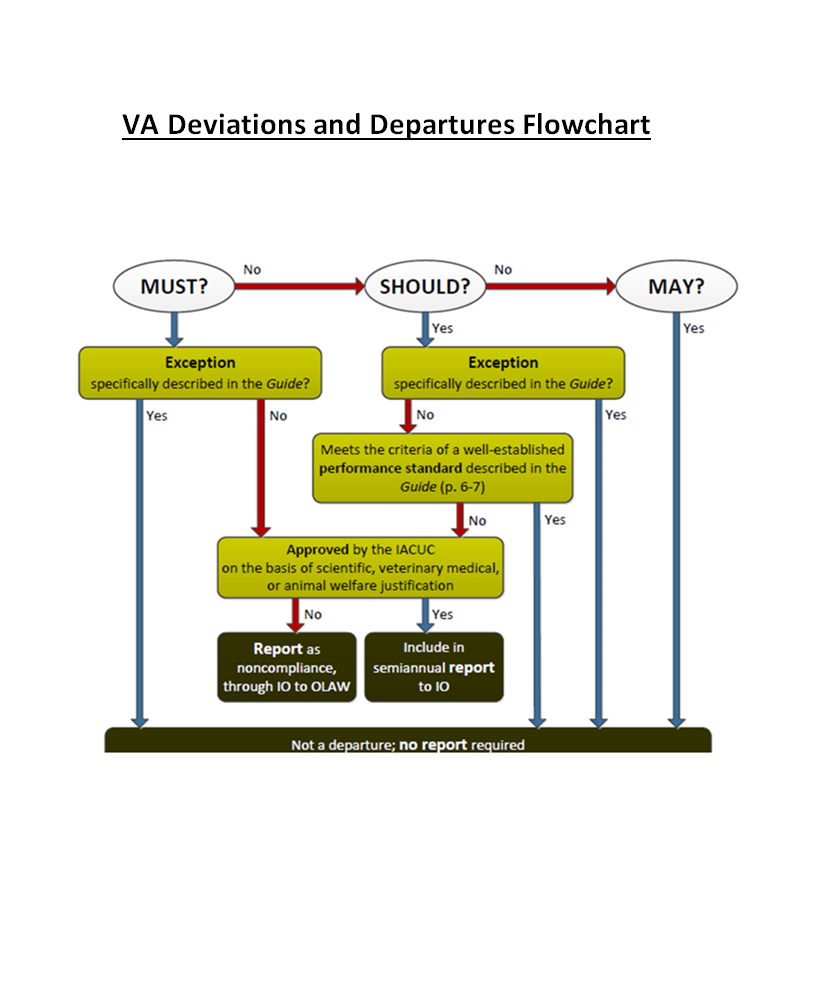 VA Deviations and Departures Flowchart
No
No
MUST?
SHOULD?
MAY?
Yes
Yes
Exception
specifically described in the Guide?
Exception
specifically described in the Guide?
Yes
No
No
Yes
Meets the criteria of a well-established
performance standard described in the
Guide (p. 6-7)
No
Yes
Approved by the IACUC
on the basis of scientific, veterinary medical,
or animal welfare justification
No
Yes
Report as
noncompliance,
through IO to OLAW
Include in
semiannual report
to IO
Not a departure; no report required